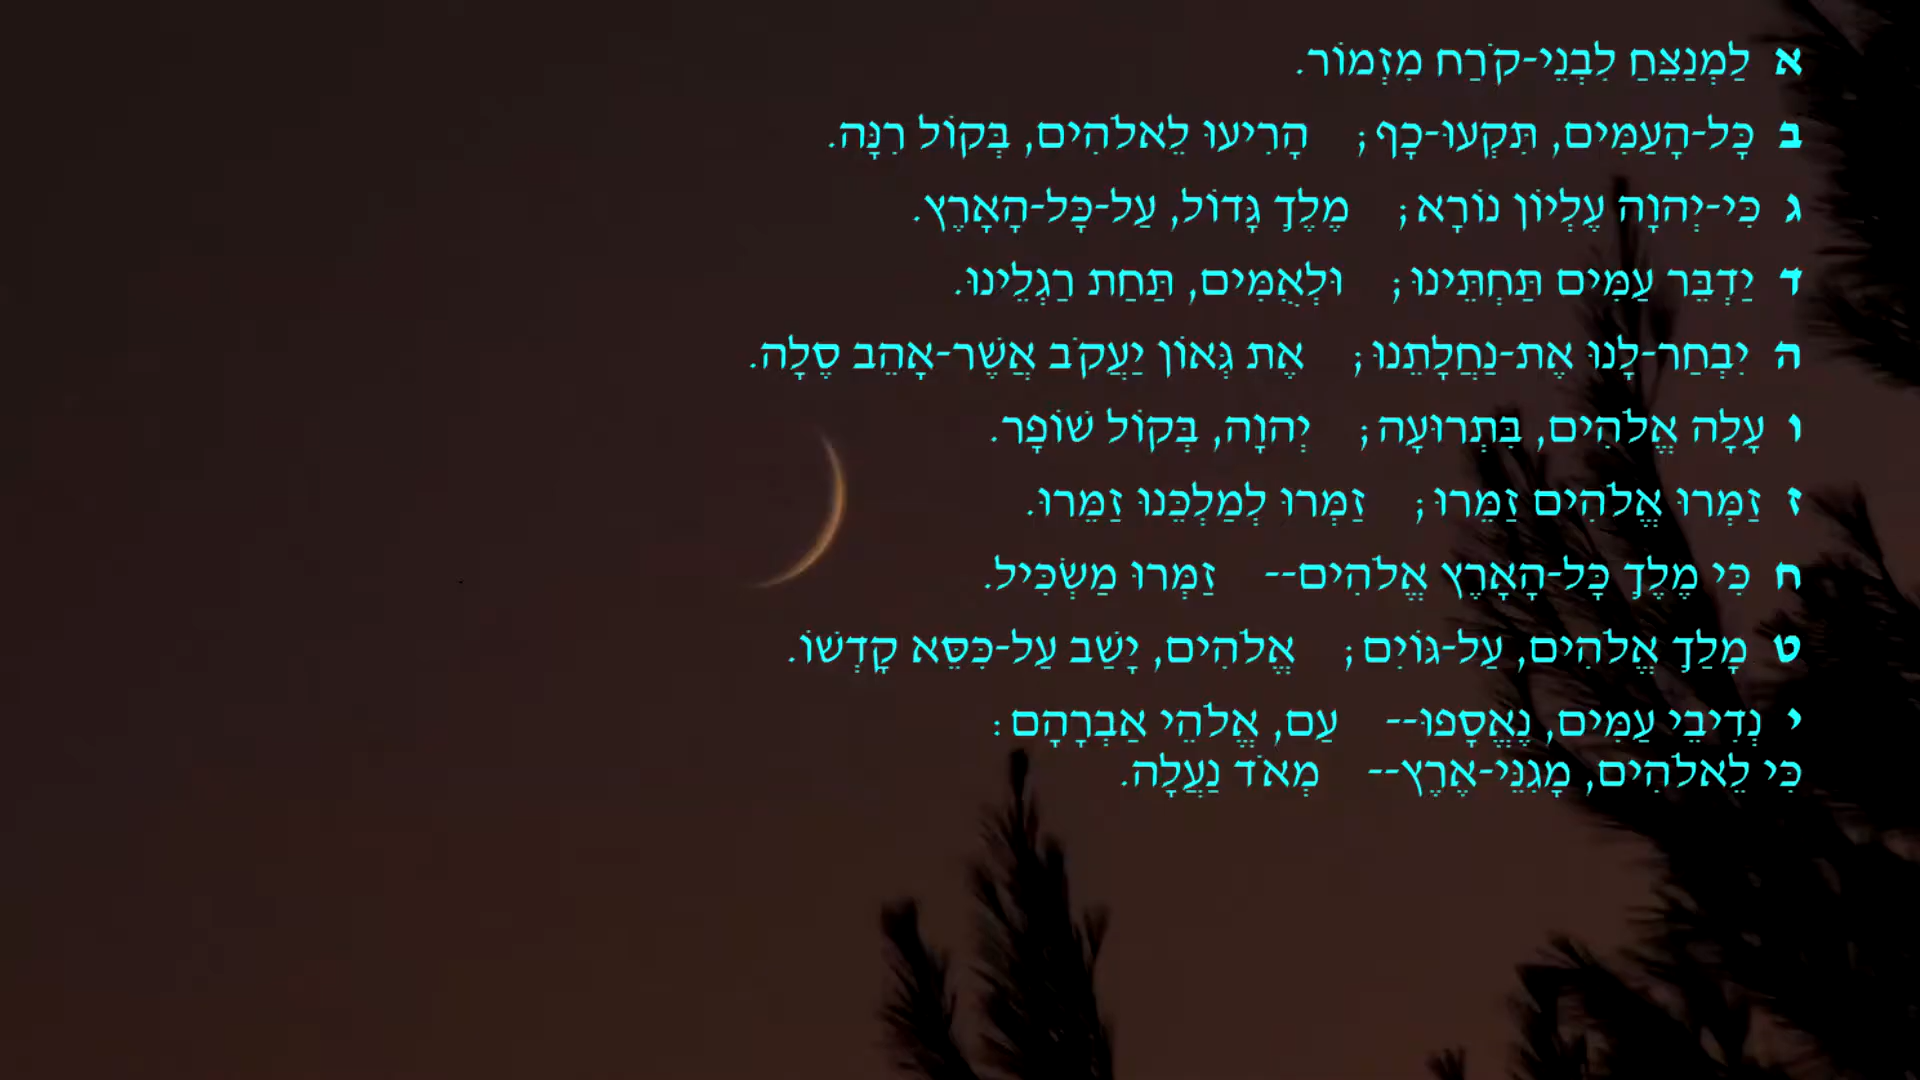 א לַמְנַצֵּחַ לִבְנֵי-קֹרַח מִזְמוֹר.
ב כָּל-הָעַמִּים, תִּקְעוּ-כָף; הָרִיעוּ לֵאלֹהִים, בְּקוֹל רִנָּה.
ג כִּי-יְהוָה עֶלְיוֹן נוֹרָא; מֶלֶךְ גָּדוֹל, עַל-כָּל-הָאָרֶץ.
ד יַדְבֵּר עַמִּים תַּחְתֵּינוּ; וּלְאֻמִּים, תַּחַת רַגְלֵינוּ.
ה יִבְחַר-לָנוּ אֶת-נַחֲלָתֵנוּ; אֶת גְּאוֹן יַעֲקֹב אֲשֶׁר-אָהֵב סֶלָה.
ו עָלָה אֱלֹהִים, בִּתְרוּעָה; יְהוָה, בְּקוֹל שׁוֹפָר.
ז זַמְּרוּ אֱלֹהִים זַמֵּרוּ; זַמְּרוּ לְמַלְכֵּנוּ זַמֵּרוּ.
ח כִּי מֶלֶךְ כָּל-הָאָרֶץ אֱלֹהִים-- זַמְּרוּ מַשְׂכִּיל.
ט מָלַךְ אֱלֹהִים, עַל-גּוֹיִם; אֱלֹהִים, יָשַׁב עַל-כִּסֵּא קָדְשׁוֹ.
י נְדִיבֵי עַמִּים, נֶאֱסָפוּ-- עַם, אֱלֹהֵי אַבְרָהָם:
כִּי לֵאלֹהִים, מָגִנֵּי-אֶרֶץ-- מְאֹד נַעֲלָה.